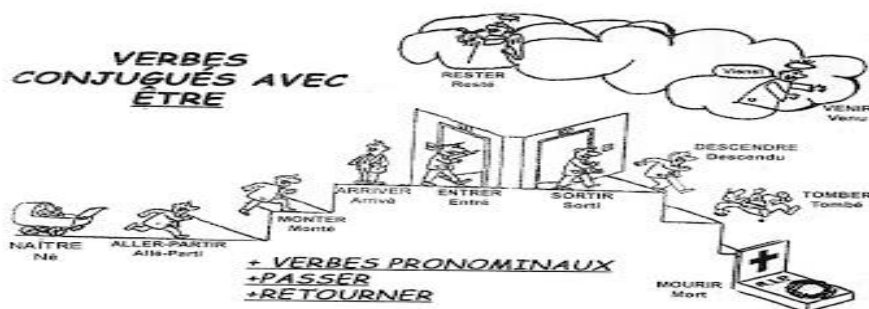 VERBES
CONJUGUÉS AVEC
ÊTRE
RESTER
Resté
Viens!
VENIR
Venu
DESCENDRE
Descendu
ARRIVER
Arrivé
ENTRER
Entré
SORTIR
Sorti
TOMBER
Tombé
MONTER
Monté
NAÎTRE
Né
ALLER-PARTIR
Allé-Parti
+ VERBES PRONOMINAUX
+PASSER
+RETOURNER
MOURIR
Mort
R.I.P.